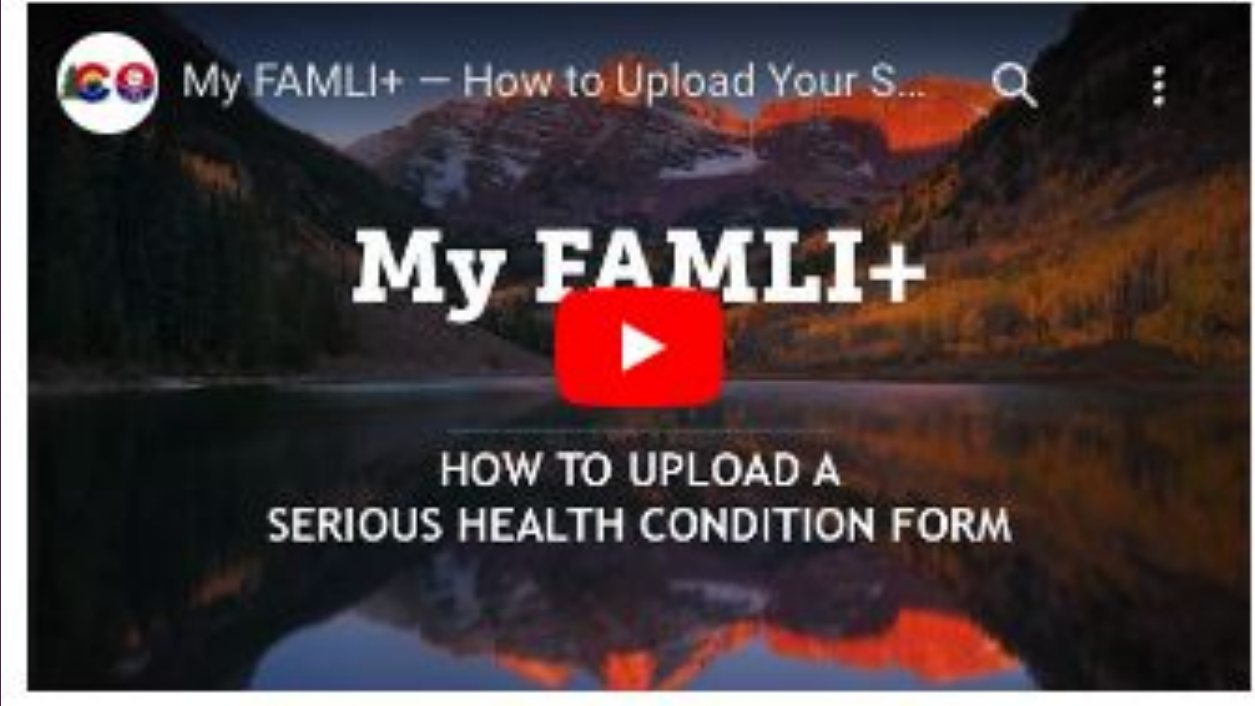 My FAMLI+ — How to Upload Your S...
My FAMLI+
HOW TO UPLOAD A
SERIOUS HEALTH CONDITION FORM